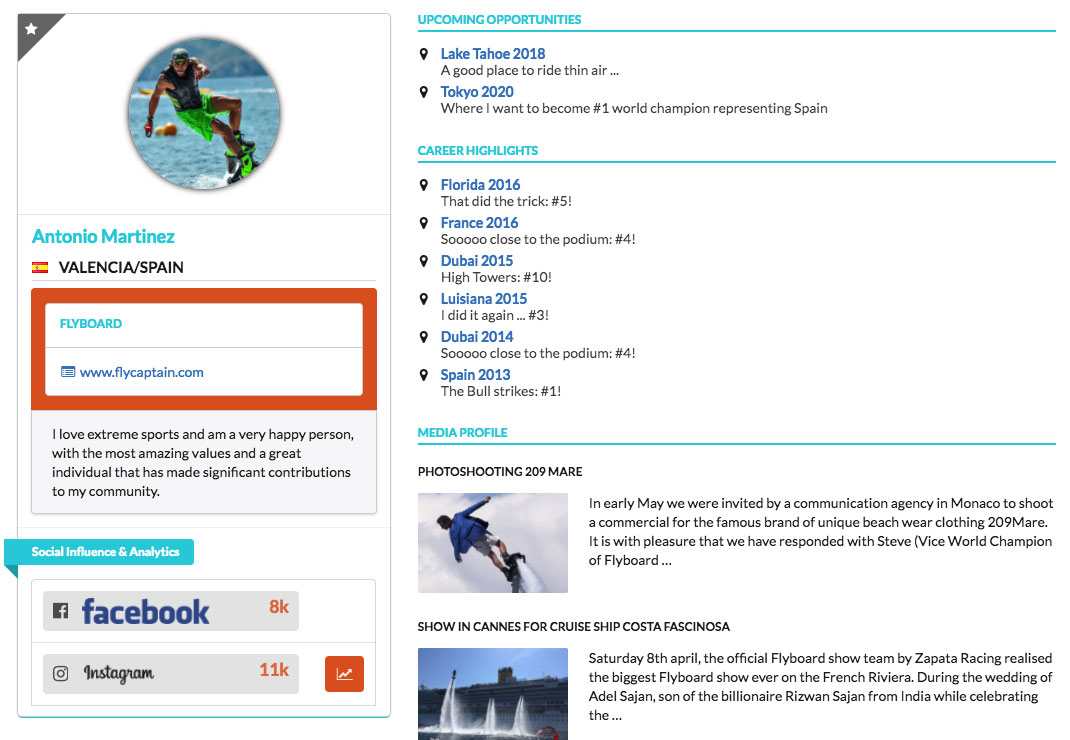 Antonio Martinez
VALENCIA/SPAIN
FLYBOARD
www.flycaptain.com
I love extreme sports and am a very happy person,
with the most amazing values and a great
individual that has made significant contributions
to my community.
Social Influence & Analytics
facebook 8k
Instagram 11k
UPCOMING OPPORTUNITIES
Lake Tahoe 2018
A good place to ride thin air ...
Tokyo 2020
Where I want to become #1 world champion representing Spain
CAREER HIGHLIGHTS
Florida 2016
That did the trick: #5!
France 2016
Sooooo close to the podium: #4!
Dubai 2015
High Towers: #10!
Luisiana 2015
I did it again ... #3!
Dubai 2014
Sooooo close to the podium: #4!
Spain 2013
The Bull strikes: #1!
MEDIA PROFILE
PHOTOSHOOTING 209 MARE
In early May we were invited by a communication agency in Monaco to shoot
a commercial for the famous brand of unique beach wear clothing 209Mare.
It is with pleasure that we have responded with Steve (Vice World Champion
of Flyboard ...
SHOW IN CANNES FOR CRUISE SHIP COSTA FASCINOSA
Saturday 8th april, the official Flyboard show team by Zapata Racing realised
the biggest Flyboard show ever on the French Riviera. During the wedding of
Adel Sajan, son of the billionaire Rizwan Sajan from India while celebrating
the ...